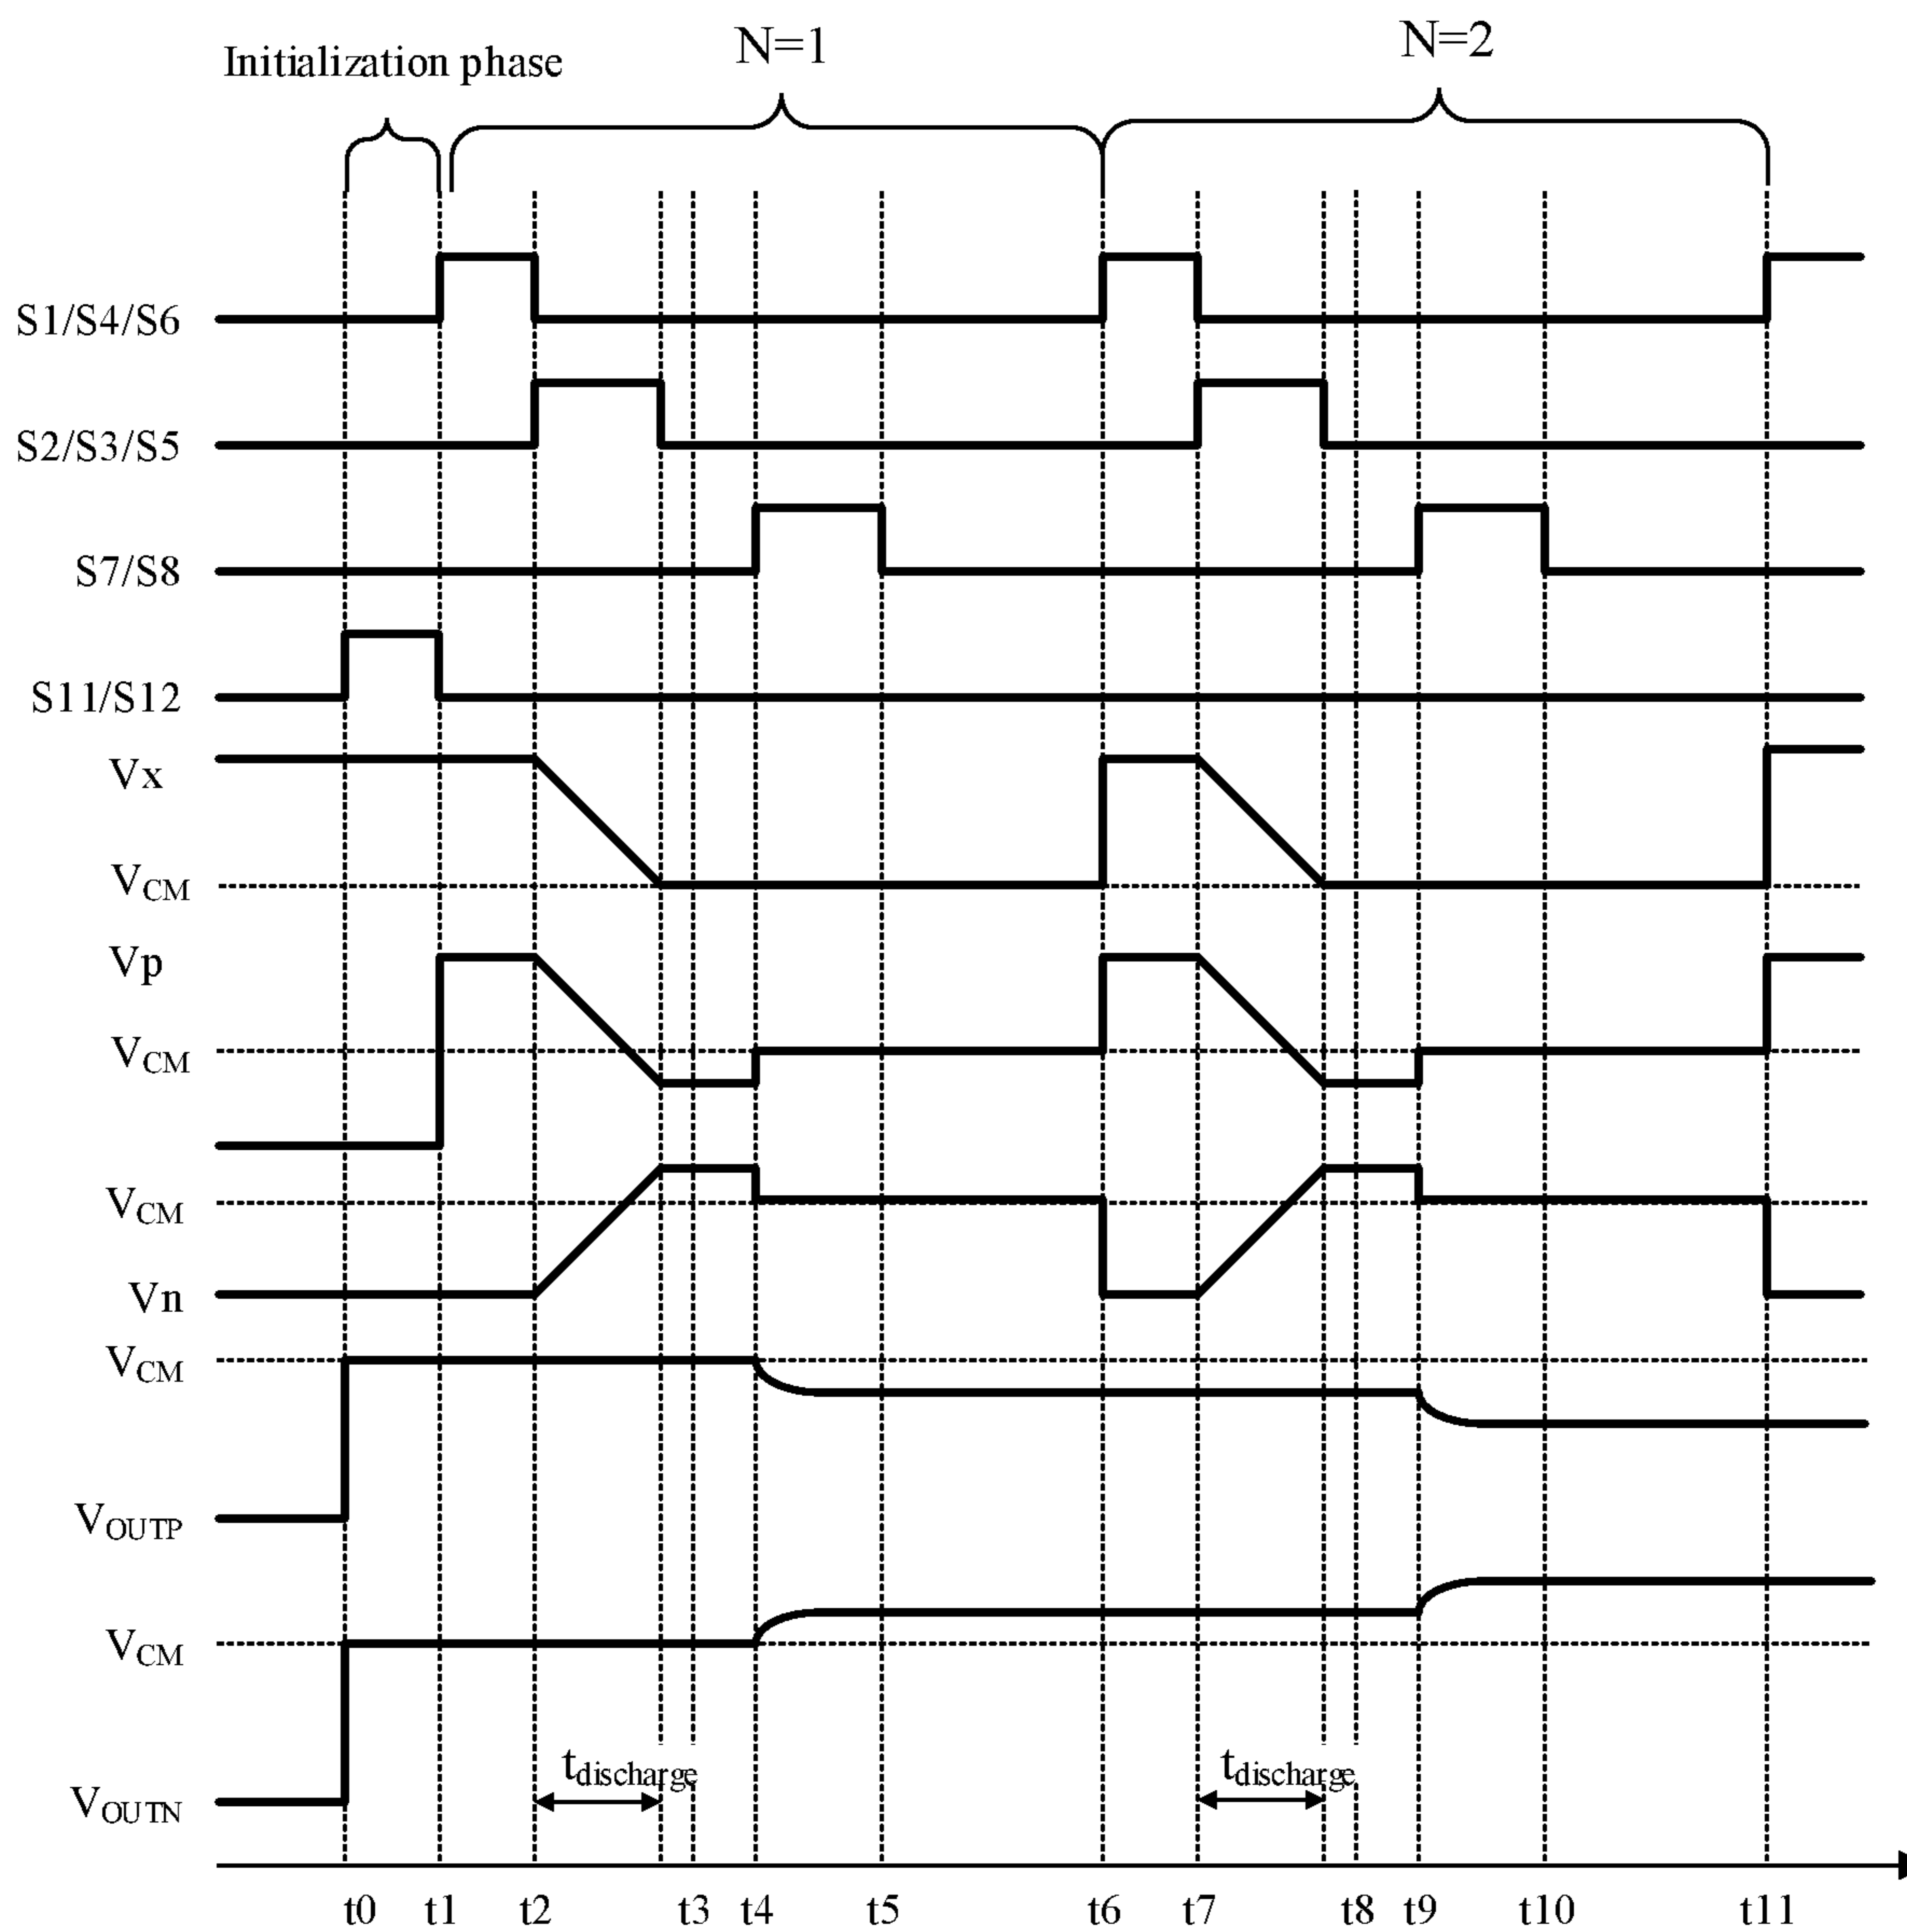 Initialization phase
N=1
N=2
S1/S4/S6
S2/S3/S5
S7/S8
S11/S12
Vx
VCM
Vp
VCM
VCM
Vn
VCM
VOUTP
VCM
tdischarge
tdischarge
VOUTN
t0 t1 t2 t3 t4 t5 t6 t7 t8 t9 t10 t11